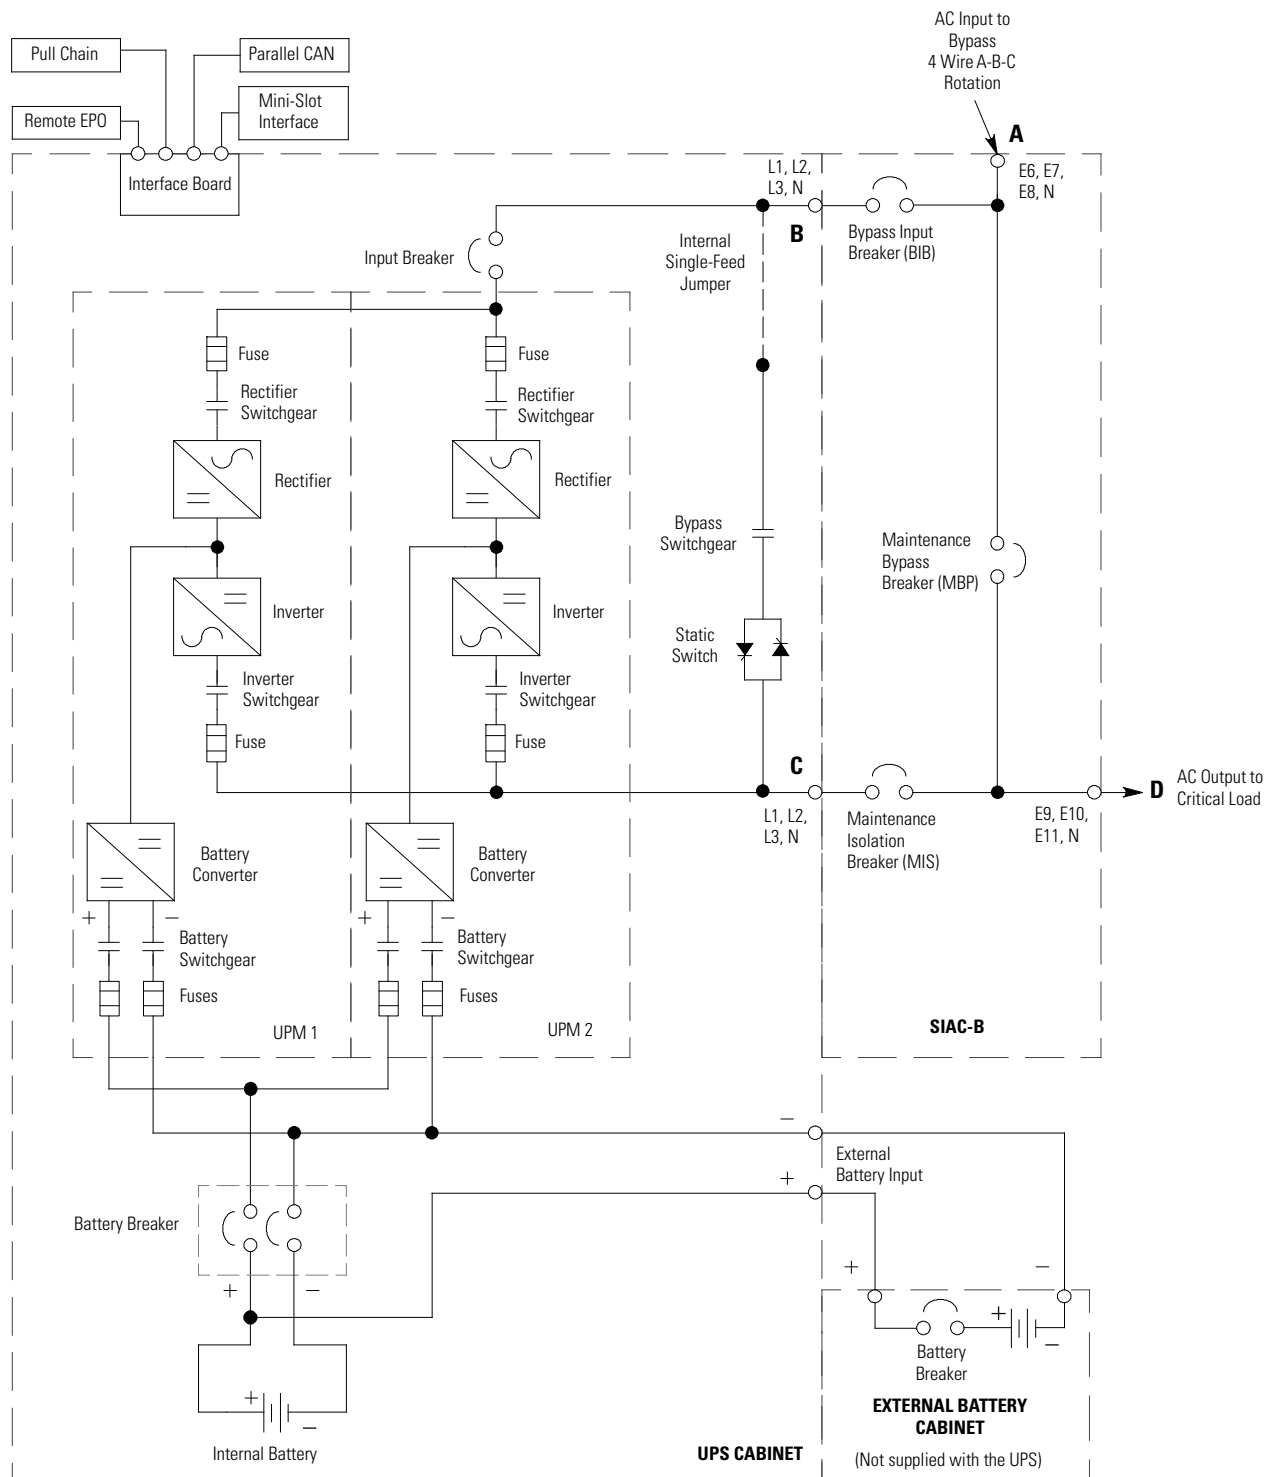 AC Input to
Bypass
4 Wire A-B-C
Rotation
Pull Chain
Parallel CAN
Remote EPO
Mini-Slot
Interface
A
Interface Board
L1, L2,
L3, N
E6, E7,
E8, N
B
Internal
Single-Feed
Jumper
Bypass Input
Breaker (BIB)
Input Breaker
Fuse
Fuse
Rectifier
Switchgear
Rectifier
Switchgear
Rectifier
Rectifier
Bypass
Switchgear
Maintenance
Bypass
Breaker (MBP)
Inverter
Inverter
Static
Switch
Inverter
Switchgear
Inverter
Switchgear
Fuse
Fuse
C
D
AC Output to
Critical Load
L1, L2,
L3, N
Maintenance
Isolation
Breaker (MIS)
E9, E10,
E11, N
Battery
Converter
Battery
Converter
+ −
+ −
Battery
Switchgear
Battery
Switchgear
Fuses
Fuses
UPM 1
UPM 2
SIAC-B
−
External
Battery Input
+
Battery Breaker
+ −
+ −
+
−
Battery
Breaker
+
−
Internal Battery
EXTERNAL BATTERY
CABINET
UPS CABINET
(Not supplied with the UPS)